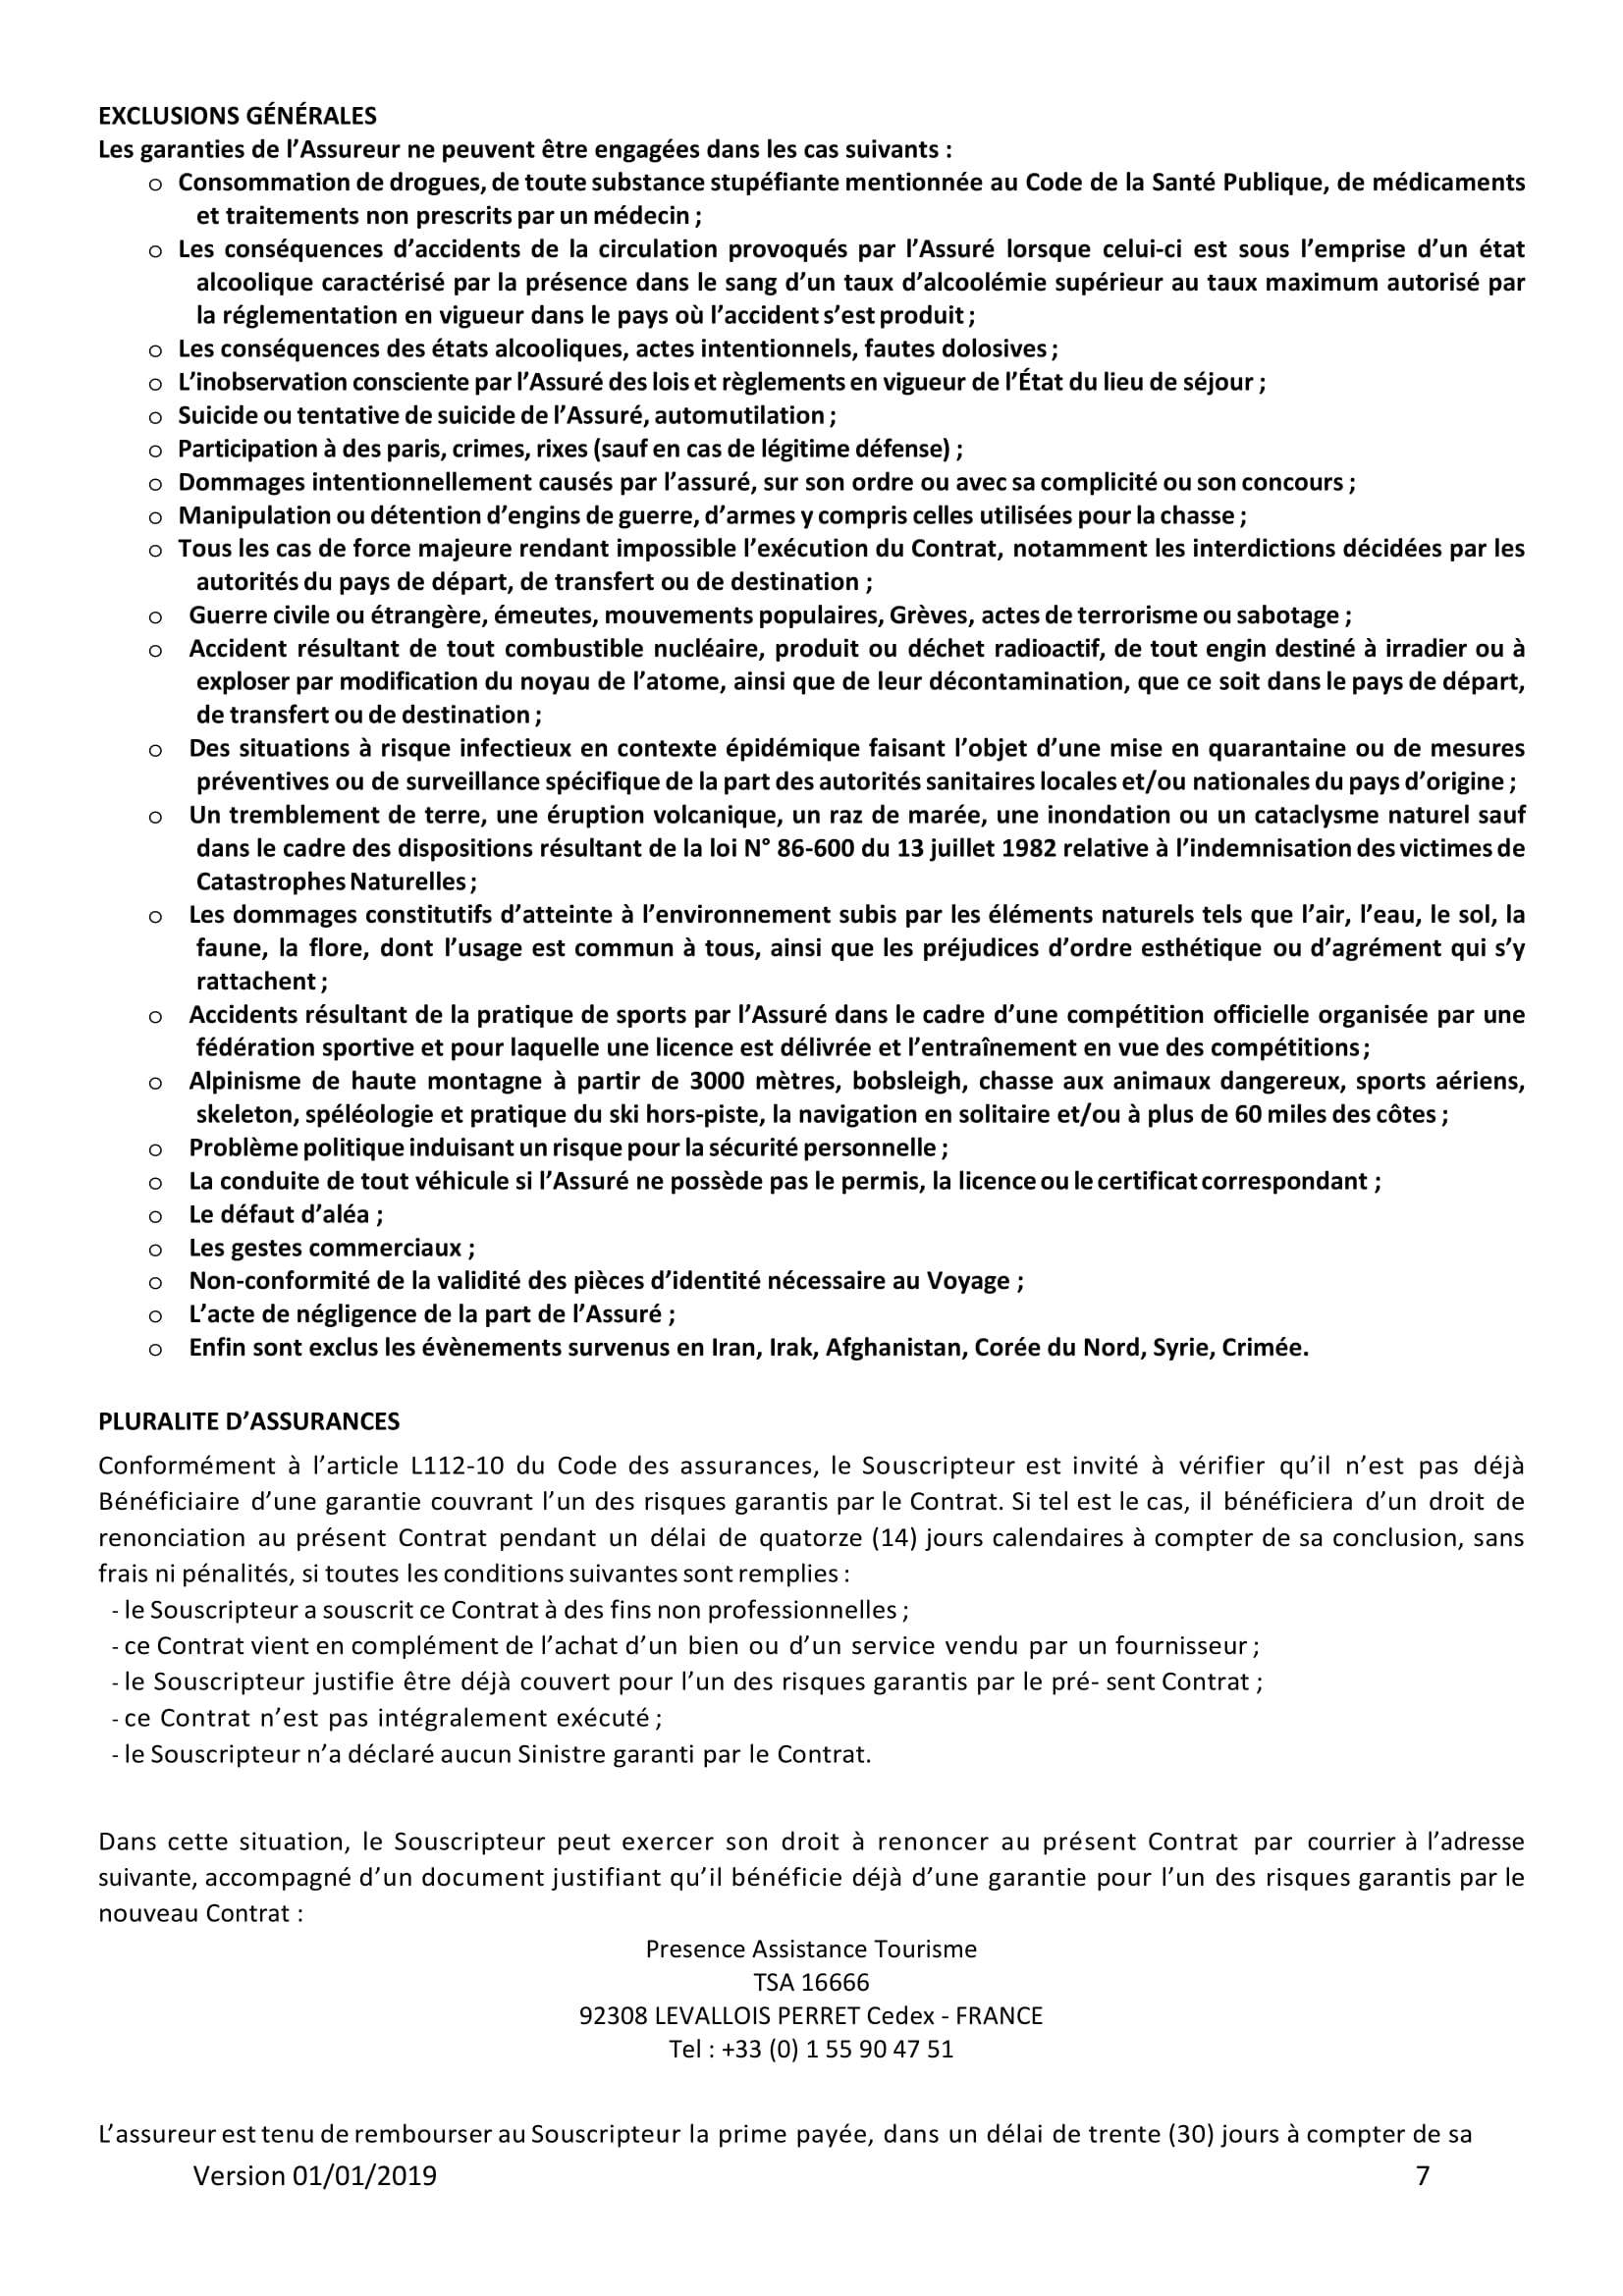 EXCLUSIONS GÉNÉRALES
Les garanties de l’Assureur ne peuvent être engagées dans les cas suivants :
o Consommation de drogues, de toute substance stupéfiante mentionnée au Code de la Santé Publique, de médicaments
et traitements non prescrits par un médecin ;
o Les conséquences d’accidents de la circulation provoqués par l’Assuré lorsque celui-ci est sous l’emprise d’un état
alcoolique caractérisé par la présence dans le sang d’un taux d’alcoolémie supérieur au taux maximum autorisé par
la réglementation en vigueur dans le pays où l’accident s’est produit ;
o Les conséquences des états alcooliques, actes intentionnels, fautes dolosives ;
o L’inobservation consciente par l’Assuré des lois et règlements en vigueur de l’État du lieu de séjour ;
o Suicide ou tentative de suicide de l’Assuré, automutilation ;
o Participation à des paris, crimes, rixes (sauf en cas de légitime défense) ;
o Dommages intentionnellement causés par l’assuré, sur son ordre ou avec sa complicité ou son concours ;
o Manipulation ou détention d’engins de guerre, d’armes y compris celles utilisées pour la chasse ;
o Tous les cas de force majeure rendant impossible l’exécution du Contrat, notamment les interdictions décidées par les
autorités du pays de départ, de transfert ou de destination ;
o Guerre civile ou étrangère, émeutes, mouvements populaires, Grèves, actes de terrorisme ou sabotage ;
o Accident résultant de tout combustible nucléaire, produit ou déchet radioactif, de tout engin destiné à irradier ou à
exploser par modification du noyau de l’atome, ainsi que de leur décontamination, que ce soit dans le pays de départ,
de transfert ou de destination ;
o Des situations à risque infectieux en contexte épidémique faisant l’objet d’une mise en quarantaine ou de mesures
préventives ou de surveillance spécifique de la part des autorités sanitaires locales et/ou nationales du pays d’origine ;
o Un tremblement de terre, une éruption volcanique, un raz de marée, une inondation ou un cataclysme naturel sauf
dans le cadre des dispositions résultant de la loi N° 86-600 du 13 juillet 1982 relative à l’indemnisation des victimes de
Catastrophes Naturelles ;
o Les dommages constitutifs d’atteinte à l’environnement subis par les éléments naturels tels que l’air, l’eau, le sol, la
faune, la flore, dont l’usage est commun à tous, ainsi que les préjudices d’ordre esthétique ou d’agrément qui s’y
rattachent ;
o Accidents résultant de la pratique de sports par l’Assuré dans le cadre d’une compétition officielle organisée par une
fédération sportive et pour laquelle une licence est délivrée et l’entraînement en vue des compétitions ;
o Alpinisme de haute montagne à partir de 3000 mètres, bobsleigh, chasse aux animaux dangereux, sports aériens,
skeleton, spéléologie et pratique du ski hors-piste, la navigation en solitaire et/ou à plus de 60 miles des côtes ;
o Problème politique induisant un risque pour la sécurité personnelle ;
o La conduite de tout véhicule si l’Assuré ne possède pas le permis, la licence ou le certificat correspondant ;
o Le défaut d’aléa ;
o Les gestes commerciaux ;
o Non-conformité de la validité des pièces d’identité nécessaire au Voyage ;
o L’acte de négligence de la part de l’Assuré ;
o Enfin sont exclus les évènements survenus en Iran, Irak, Afghanistan, Corée du Nord, Syrie, Crimée.
PLURALITE D’ASSURANCES
Conformément à l’article L112-10 du Code des assurances, le Souscripteur est invité à vérifier qu’il n’est pas déjà
Bénéficiaire d’une garantie couvrant l’un des risques garantis par le Contrat. Si tel est le cas, il bénéficiera d’un droit de
renonciation au présent Contrat pendant un délai de quatorze (14) jours calendaires à compter de sa conclusion, sans
frais ni pénalités, si toutes les conditions suivantes sont remplies :
- le Souscripteur a souscrit ce Contrat à des fins non professionnelles ;
- ce Contrat vient en complément de l’achat d’un bien ou d’un service vendu par un fournisseur ;
- le Souscripteur justifie être déjà couvert pour l’un des risques garantis par le pré- sent Contrat ;
- ce Contrat n’est pas intégralement exécuté ;
- le Souscripteur n’a déclaré aucun Sinistre garanti par le Contrat.
Dans cette situation, le Souscripteur peut exercer son droit à renoncer au présent Contrat par courrier à l’adresse
suivante, accompagné d’un document justifiant qu’il bénéficie déjà d’une garantie pour l’un des risques garantis par le
nouveau Contrat :
Presence Assistance Tourisme
TSA 16666
92308 LEVALLOIS PERRET Cedex - FRANCE
Tel : +33 (0) 1 55 90 47 51
L’assureur est tenu de rembourser au Souscripteur la prime payée, dans un délai de trente (30) jours à compter de sa
Version 01/01/2019 7